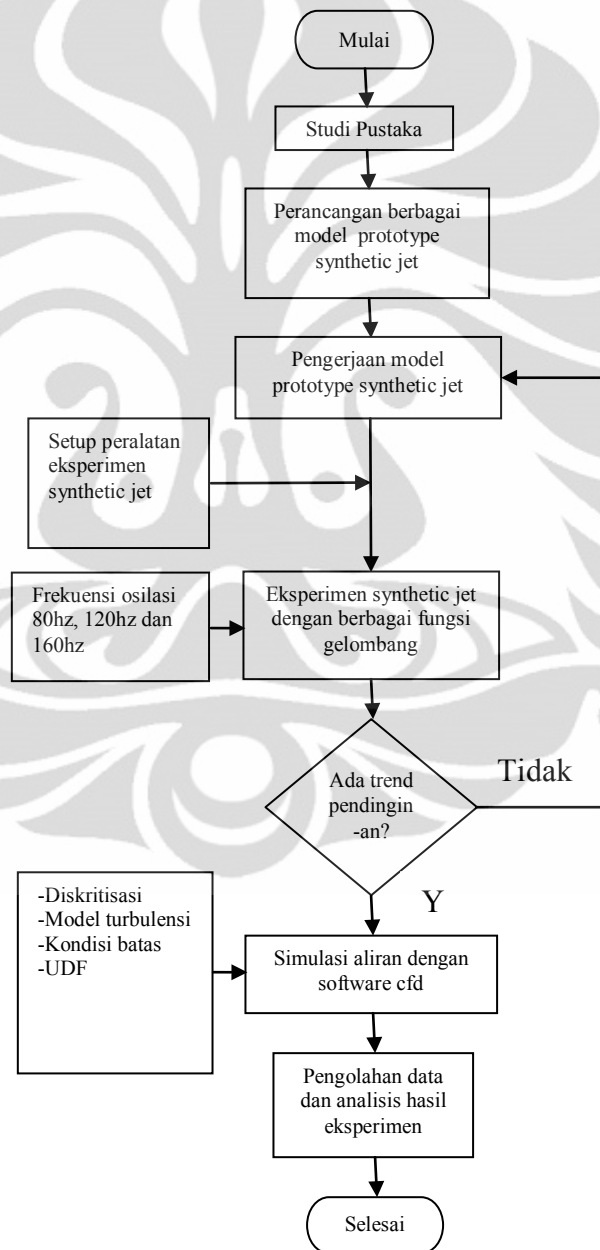 Mulai
Studi Pustaka
Perancangan berbagai
model prototype
synthetic jet
Pengerjaan model
prototype synthetic jet
Setup peralatan
eksperimen
synthetic jet
Frekuensi osilasi
80hz, 120hz dan
160hz
Eksperimen synthetic jet
dengan berbagai fungsi
gelombang
Ada trend
pendingin
-an?
Tidak
Y
-Diskritisasi
-Model turbulensi
-Kondisi batas
-UDF
Simulasi aliran dengan
software cfd
Pengolahan data
dan analisis hasil
eksperimen
Selesai